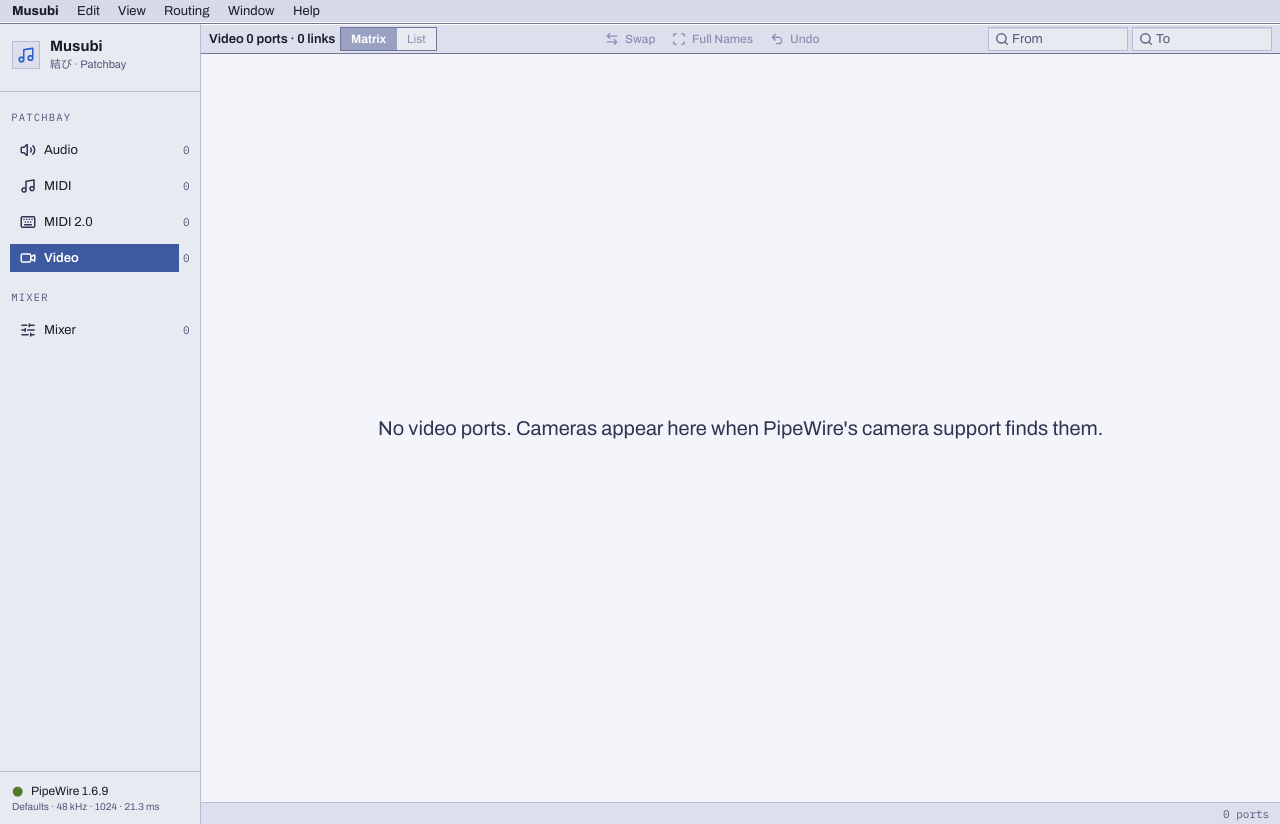 Musubi Edit View Routing Window Help
Musubi
結び · Patchbay
Video 0 ports · 0 links Matrix List Swap Full Names Undo From To
PATCHBAY
Audio 0
MIDI 0
MIDI 2.0 0
Video 0
MIXER
Mixer 0
No video ports. Cameras appear here when PipeWire's camera support finds them.
PipeWire 1.6.9
Defaults · 48 kHz · 1024 · 21.3 ms
0 ports